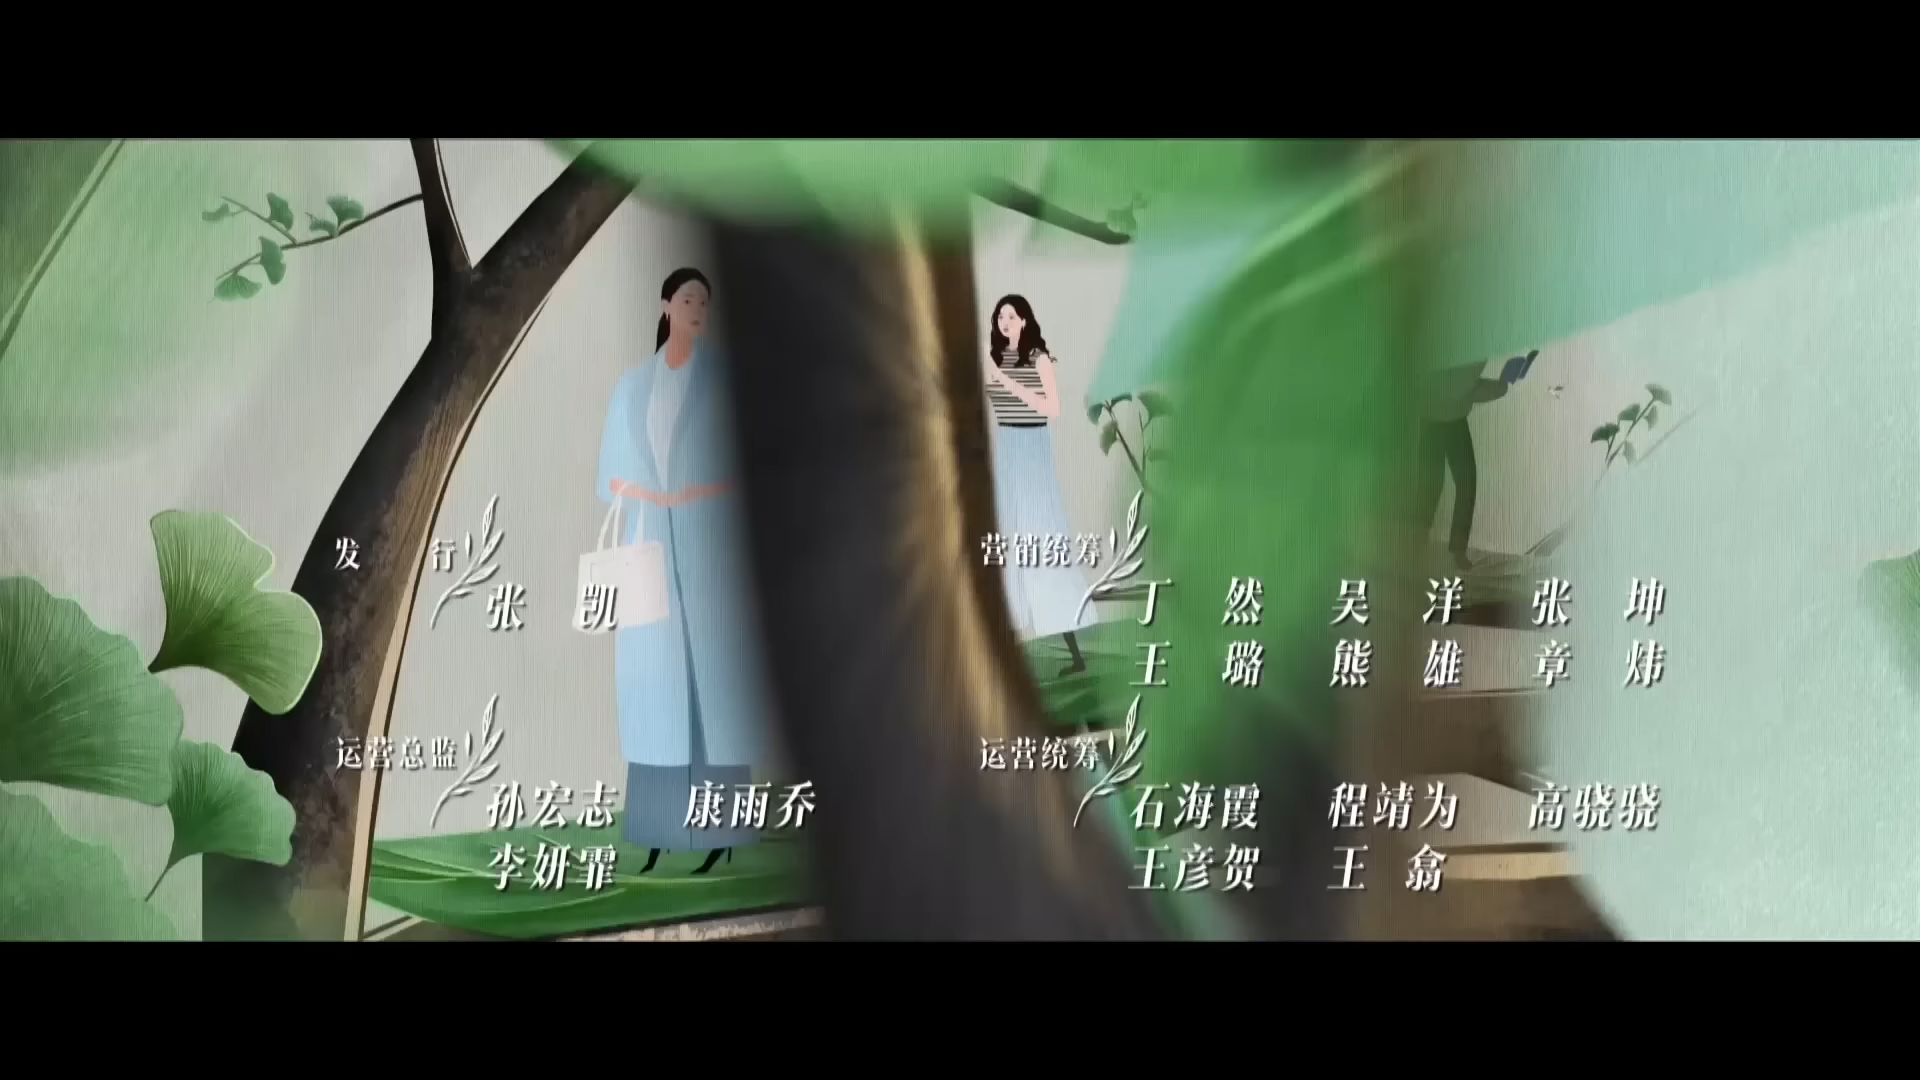 发 行
张 凯
营销统筹
丁 然 吴 洋 张 坤
王 璐 熊 雄 章 炜
运营总监
孙宏志 康雨乔
李妍霏
运营统筹
石海霞 程靖为 高骁骁
王彦贺 王 翕